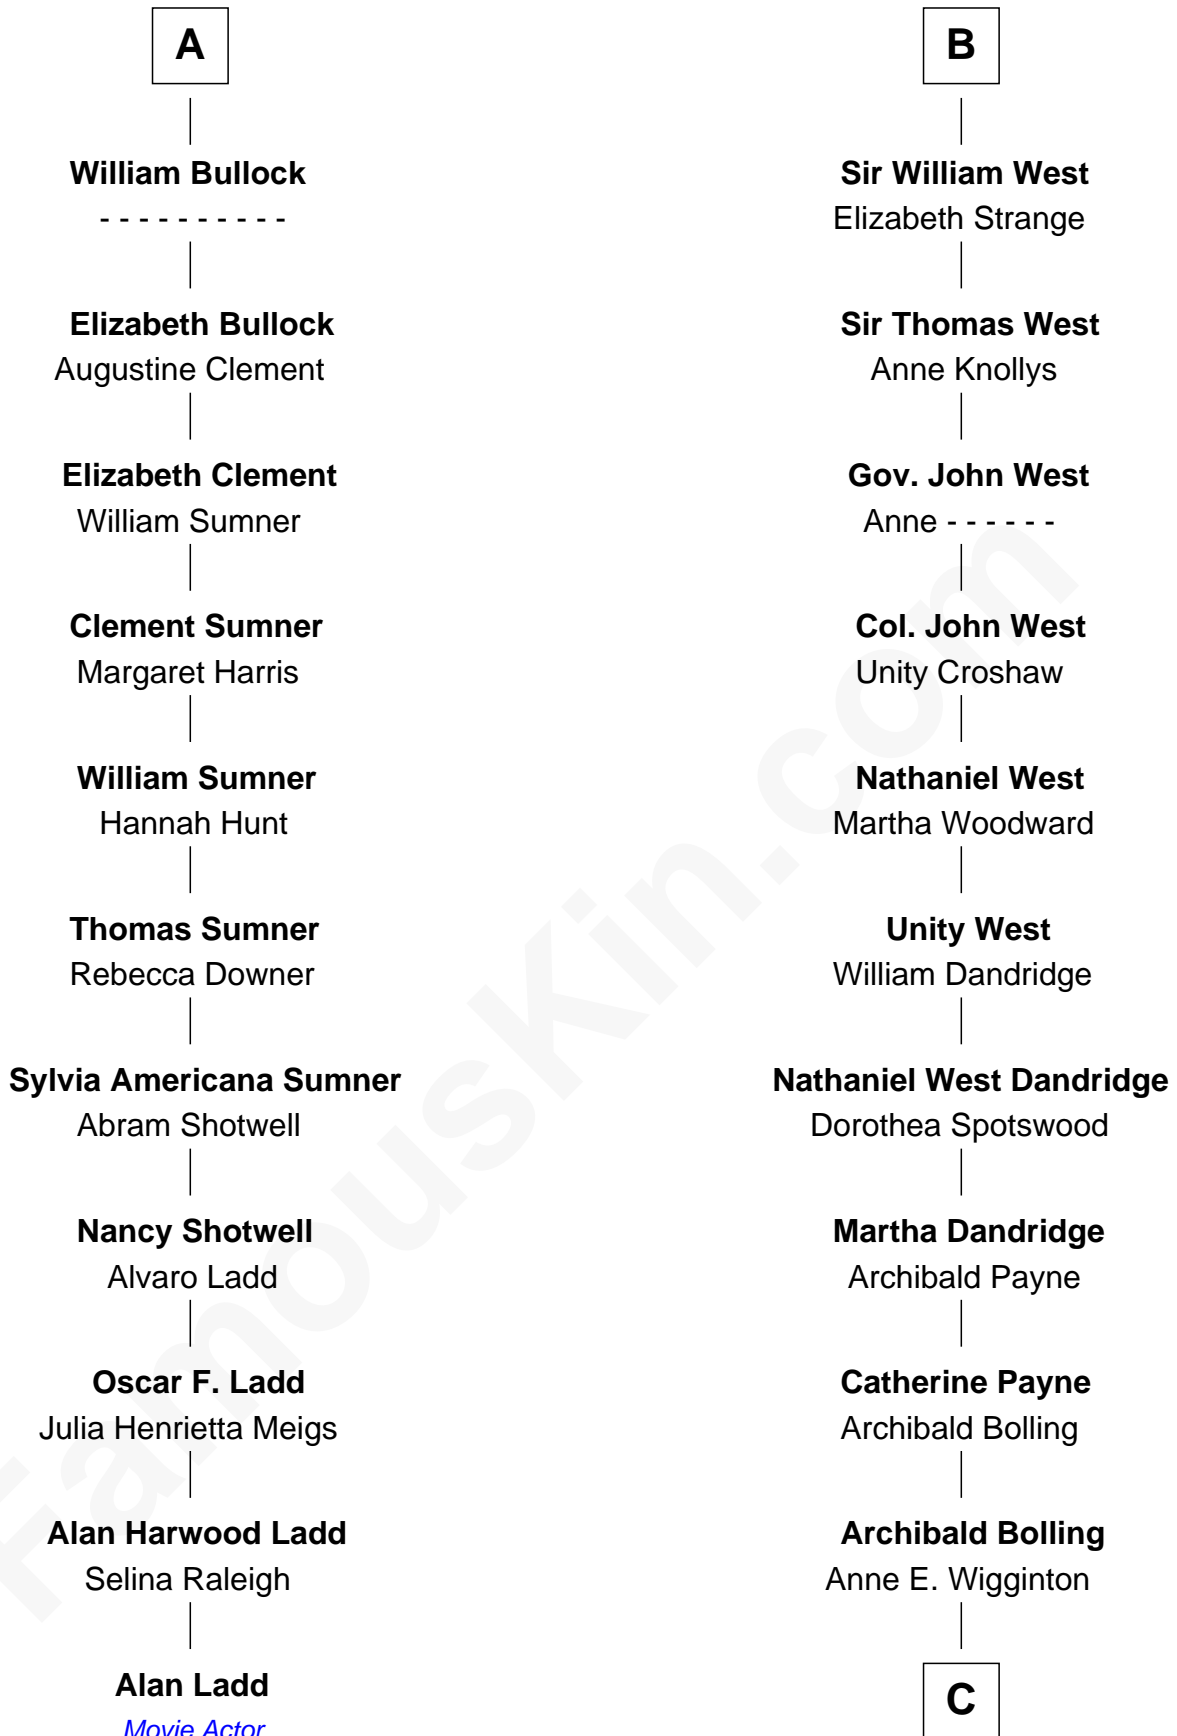 A
William Bullock
- - - - - - - - - -
Elizabeth Bullock
Augustine Clement
Elizabeth Clement
William Sumner
Clement Sumner
Margaret Harris
William Sumner
Hannah Hunt
Thomas Sumner
Rebecca Downer
Sylvia Americana Sumner
Abram Shotwell
Nancy Shotwell
Alvaro Ladd
Oscar F. Ladd
Julia Henrietta Meigs
Alan Harwood Ladd
Selina Raleigh
Alan Ladd
Movie Actor
B
Sir William West
Elizabeth Strange
Sir Thomas West
Anne Knollys
Gov. John West
Anne - - - - - -
Col. John West
Unity Croshaw
Nathaniel West
Martha Woodward
Unity West
William Dandridge
Nathaniel West Dandridge
Dorothea Spotswood
Martha Dandridge
Archibald Payne
Catherine Payne
Archibald Bolling
Archibald Bolling
Anne E. Wigginton
C
FamousKin.com